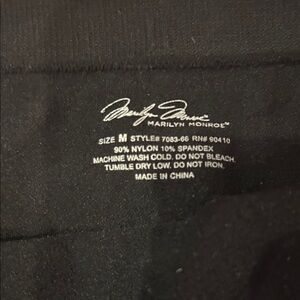 Marilyn Monroe
MARILYN MONROE™
SIZE M STYLE# 7083-66 RN# 90410
90% NYLON 10% SPANDEX
MACHINE WASH COLD. DO NOT BLEACH.
TUMBLE DRY LOW. DO NOT IRON.
MADE IN CHINA